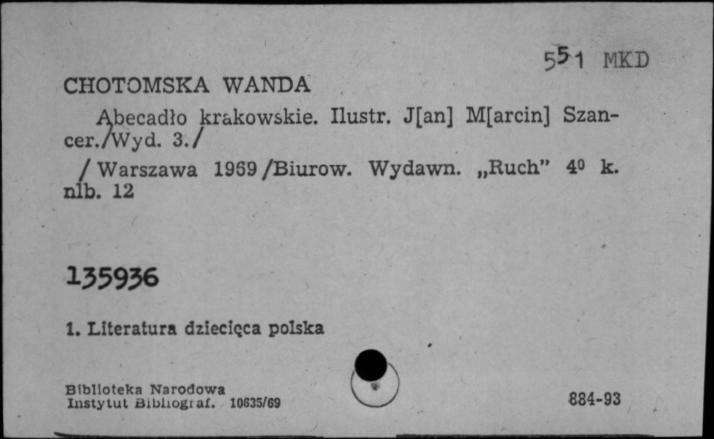 551 MKD
CHOTOMSKA WANDA
Abecadło krakowskie. Ilustr. J[an] M[arcin] Szan-
cer./Wyd. 3./
/Warszawa 1969/Biurow. Wydawn. „Ruch” 4⁰ k.
nlb. 12
135936
1. Literatura dziecięca polska
Biblioteka Narodowa
Instytut Bibliograf. 10635/69
884-93